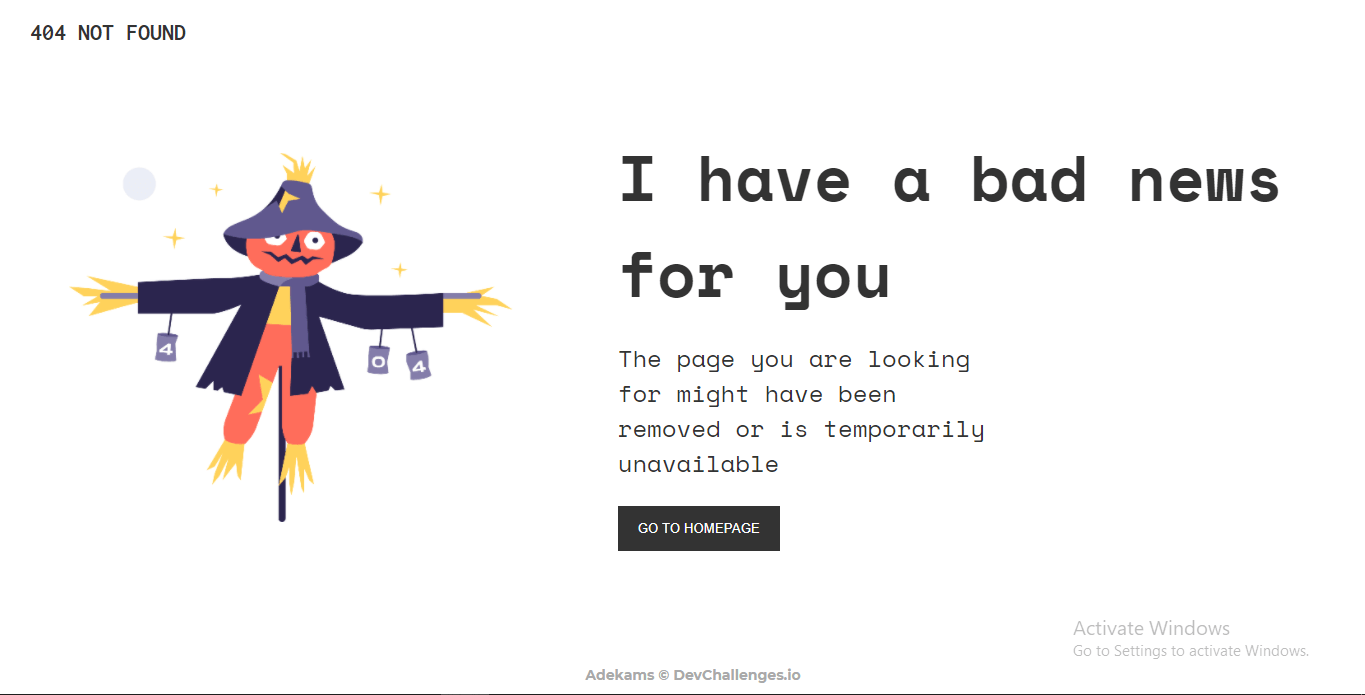 404 NOT FOUND
I have a bad news
for you
4
0
4
The page you are looking
for might have been
removed or is temporarily
unavailable
GO TO HOMEPAGE
Activate Windows
Go to Settings to activate Windows.
Adekams © DevChallenges.io